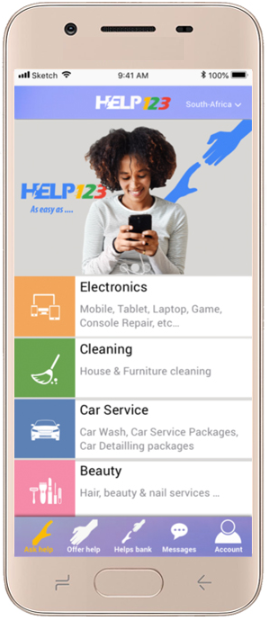 Sketch 9:41 AM 100%
HELP123 South-Africa
HELP123
As easy as ....
Electronics
Mobile, Tablet, Laptop, Game,
Console Repair, etc...
Cleaning
House & Furniture cleaning
Car Service
Car Wash, Car Service Packages,
Car Detailling packages
Beauty
Hair, beauty & nail services ...
Ask help Offer help Helps bank Messages Account